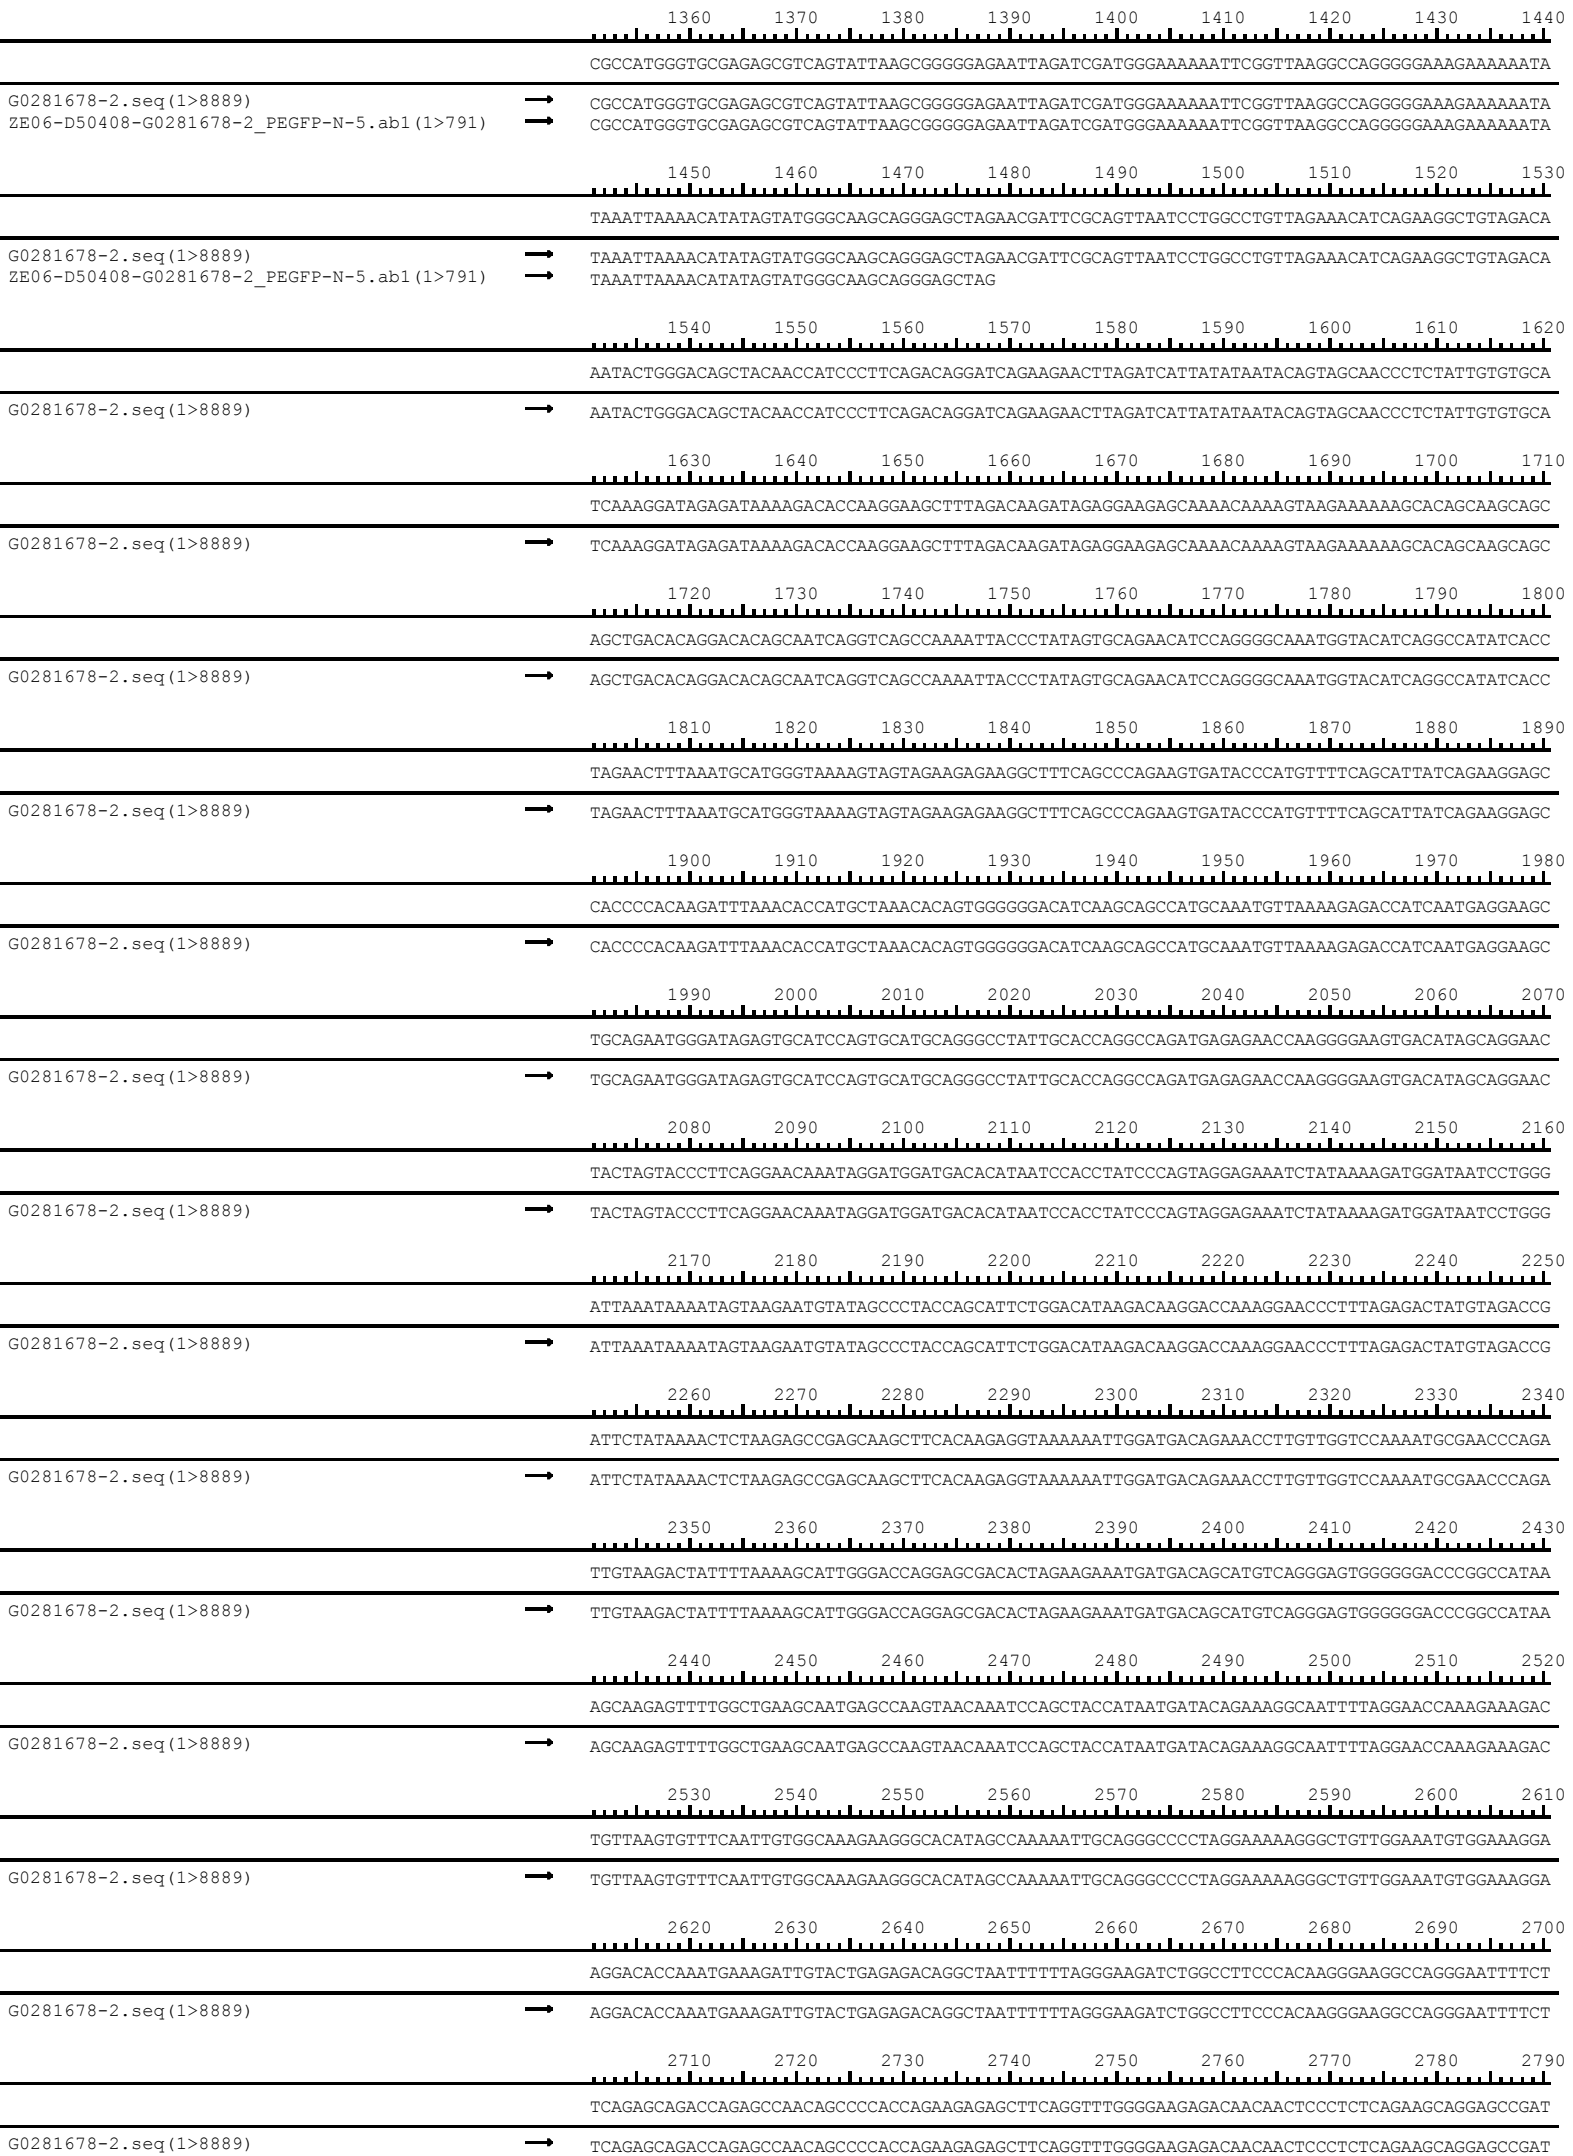 1360 1370 1380 1390 1400 1410 1420 1430 1440
CGCCATGGGTGCGAGAGCGTCAGTATTAAGCGGGGGAGAATTAGATCGATGGGAAAAAATTCGGTTAAGGCCAGGGGGAAAGAAAAAATA
G0281678-2.seq(1>8889) → CGCCATGGGTGCGAGAGCGTCAGTATTAAGCGGGGGAGAATTAGATCGATGGGAAAAAATTCGGTTAAGGCCAGGGGGAAAGAAAAAATA
ZE06-D50408-G0281678-2_PEGFP-N-5.ab1(1>791) → CGCCATGGGTGCGAGAGCGTCAGTATTAAGCGGGGGAGAATTAGATCGATGGGAAAAAATTCGGTTAAGGCCAGGGGGAAAGAAAAAATA
1450 1460 1470 1480 1490 1500 1510 1520 1530
TAAATTAAAACATATAGTATGGGCAAGCAGGGAGCTAGAACGATTCGCAGTTAATCCTGGCCTGTTAGAAACATCAGAAGGCTGTAGACA
G0281678-2.seq(1>8889) → TAAATTAAAACATATAGTATGGGCAAGCAGGGAGCTAGAACGATTCGCAGTTAATCCTGGCCTGTTAGAAACATCAGAAGGCTGTAGACA
ZE06-D50408-G0281678-2_PEGFP-N-5.ab1(1>791) → TAAATTAAAACATATAGTATGGGCAAGCAGGGAGCTAG
1540 1550 1560 1570 1580 1590 1600 1610 1620
AATACTGGGACAGCTACAACCATCCCTTCAGACAGGATCAGAAGAACTTAGATCATTATATAATACAGTAGCAACCCTCTATTGTGTGCA
G0281678-2.seq(1>8889) → AATACTGGGACAGCTACAACCATCCCTTCAGACAGGATCAGAAGAACTTAGATCATTATATAATACAGTAGCAACCCTCTATTGTGTGCA
1630 1640 1650 1660 1670 1680 1690 1700 1710
TCAAAGGATAGAGATAAAAGACACCAAGGAAGCTTTAGACAAGATAGAGGAAGAGCAAAACAAAAGTAAGAAAAAAGCACAGCAAGCAGC
G0281678-2.seq(1>8889) → TCAAAGGATAGAGATAAAAGACACCAAGGAAGCTTTAGACAAGATAGAGGAAGAGCAAAACAAAAGTAAGAAAAAAGCACAGCAAGCAGC
1720 1730 1740 1750 1760 1770 1780 1790 1800
AGCTGACACAGGACACAGCAATCAGGTCAGCCAAAATTACCCTATAGTGCAGAACATCCAGGGGCAAATGGTACATCAGGCCATATCACC
G0281678-2.seq(1>8889) → AGCTGACACAGGACACAGCAATCAGGTCAGCCAAAATTACCCTATAGTGCAGAACATCCAGGGGCAAATGGTACATCAGGCCATATCACC
1810 1820 1830 1840 1850 1860 1870 1880 1890
TAGAACTTTAAATGCATGGGTAAAAGTAGTAGAAGAGAAGGCTTTCAGCCCAGAAGTGATACCCATGTTTTCAGCATTATCAGAAGGAGC
G0281678-2.seq(1>8889) → TAGAACTTTAAATGCATGGGTAAAAGTAGTAGAAGAGAAGGCTTTCAGCCCAGAAGTGATACCCATGTTTTCAGCATTATCAGAAGGAGC
1900 1910 1920 1930 1940 1950 1960 1970 1980
CACCCCACAAGATTTAAACACCATGCTAAACACAGTGGGGGGACATCAAGCAGCCATGCAAATGTTAAAAGAGACCATCAATGAGGAAGC
G0281678-2.seq(1>8889) → CACCCCACAAGATTTAAACACCATGCTAAACACAGTGGGGGGACATCAAGCAGCCATGCAAATGTTAAAAGAGACCATCAATGAGGAAGC
1990 2000 2010 2020 2030 2040 2050 2060 2070
TGCAGAATGGGATAGAGTGCATCCAGTGCATGCAGGGCCTATTGCACCAGGCCAGATGAGAGAACCAAGGGGAAGTGACATAGCAGGAAC
G0281678-2.seq(1>8889) → TGCAGAATGGGATAGAGTGCATCCAGTGCATGCAGGGCCTATTGCACCAGGCCAGATGAGAGAACCAAGGGGAAGTGACATAGCAGGAAC
2080 2090 2100 2110 2120 2130 2140 2150 2160
TACTAGTACCCTTCAGGAACAAATAGGATGGATGACACATAATCCACCTATCCCAGTAGGAGAAATCTATAAAAGATGGATAATCCTGGG
G0281678-2.seq(1>8889) → TACTAGTACCCTTCAGGAACAAATAGGATGGATGACACATAATCCACCTATCCCAGTAGGAGAAATCTATAAAAGATGGATAATCCTGGG
2170 2180 2190 2200 2210 2220 2230 2240 2250
ATTAAATAAAATAGTAAGAATGTATAGCCCTACCAGCATTCTGGACATAAGACAAGGACCAAAGGAACCCTTTAGAGACTATGTAGACCG
G0281678-2.seq(1>8889) → ATTAAATAAAATAGTAAGAATGTATAGCCCTACCAGCATTCTGGACATAAGACAAGGACCAAAGGAACCCTTTAGAGACTATGTAGACCG
2260 2270 2280 2290 2300 2310 2320 2330 2340
ATTCTATAAAACTCTAAGAGCCGAGCAAGCTTCACAAGAGGTAAAAAATTGGATGACAGAAACCTTGTTGGTCCAAAATGCGAACCCAGA
G0281678-2.seq(1>8889) → ATTCTATAAAACTCTAAGAGCCGAGCAAGCTTCACAAGAGGTAAAAAATTGGATGACAGAAACCTTGTTGGTCCAAAATGCGAACCCAGA
2350 2360 2370 2380 2390 2400 2410 2420 2430
TTGTAAGACTATTTTAAAAGCATTGGGACCAGGAGCGACACTAGAAGAAATGATGACAGCATGTCAGGGAGTGGGGGGACCCGGCCATAA
G0281678-2.seq(1>8889) → TTGTAAGACTATTTTAAAAGCATTGGGACCAGGAGCGACACTAGAAGAAATGATGACAGCATGTCAGGGAGTGGGGGGACCCGGCCATAA
2440 2450 2460 2470 2480 2490 2500 2510 2520
AGCAAGAGTTTTGGCTGAAGCAATGAGCCAAGTAACAAATCCAGCTACCATAATGATACAGAAAGGCAATTTTAGGAACCAAAGAAAGAC
G0281678-2.seq(1>8889) → AGCAAGAGTTTTGGCTGAAGCAATGAGCCAAGTAACAAATCCAGCTACCATAATGATACAGAAAGGCAATTTTAGGAACCAAAGAAAGAC
2530 2540 2550 2560 2570 2580 2590 2600 2610
TGTTAAGTGTTTCAATTGTGGCAAAGAAGGGCACATAGCCAAAAATTGCAGGGCCCCTAGGAAAAAGGGCTGTTGGAAATGTGGAAAGGA
G0281678-2.seq(1>8889) → TGTTAAGTGTTTCAATTGTGGCAAAGAAGGGCACATAGCCAAAAATTGCAGGGCCCCTAGGAAAAAGGGCTGTTGGAAATGTGGAAAGGA
2620 2630 2640 2650 2660 2670 2680 2690 2700
AGGACACCAAATGAAAGATTGTACTGAGAGACAGGCTAATTTTTTAGGGAAGATCTGGCCTTCCCACAAGGGAAGGCCAGGGAATTTTCT
G0281678-2.seq(1>8889) → AGGACACCAAATGAAAGATTGTACTGAGAGACAGGCTAATTTTTTAGGGAAGATCTGGCCTTCCCACAAGGGAAGGCCAGGGAATTTTCT
2710 2720 2730 2740 2750 2760 2770 2780 2790
TCAGAGCAGACCAGAGCCAACAGCCCCACCAGAAGAGAGCTTCAGGTTTGGGGAAGAGACAACAACTCCCTCTCAGAAGCAGGAGCCGAT
G0281678-2.seq(1>8889) → TCAGAGCAGACCAGAGCCAACAGCCCCACCAGAAGAGAGCTTCAGGTTTGGGGAAGAGACAACAACTCCCTCTCAGAAGCAGGAGCCGAT